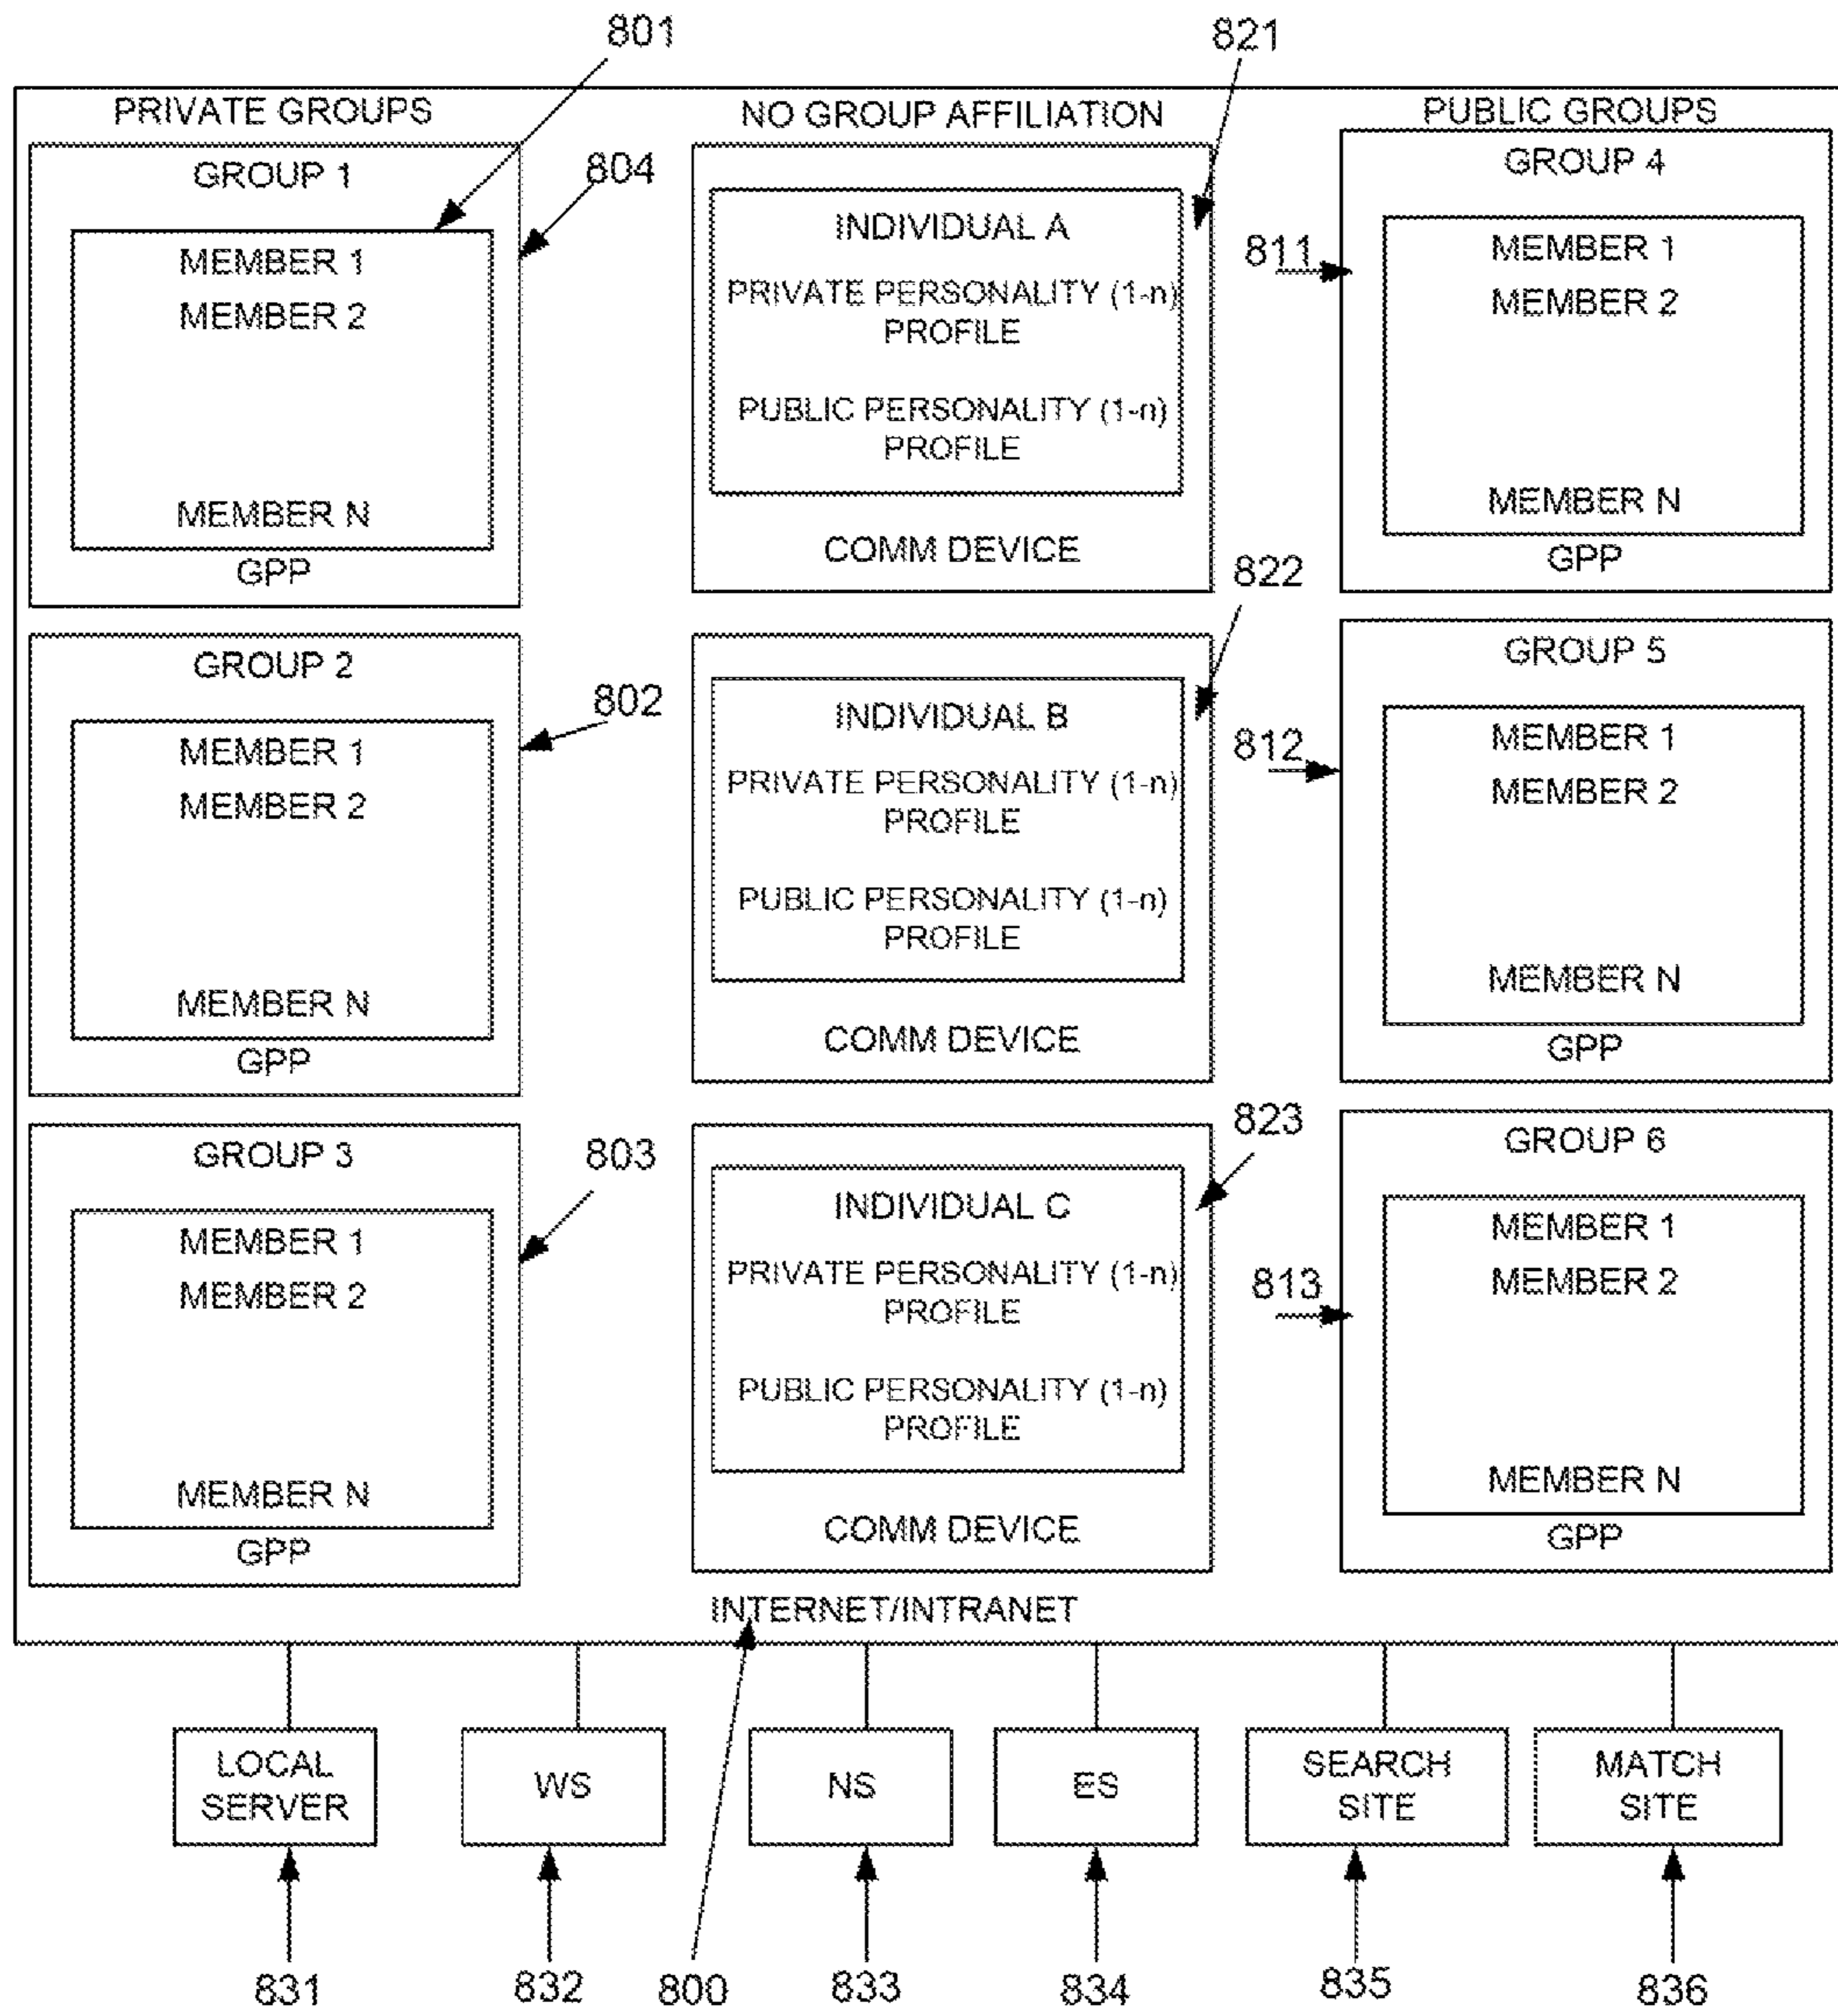 801
821
PRIVATE GROUPS
NO GROUP AFFILIATION
PUBLIC GROUPS
GROUP 1
804
MEMBER 1
MEMBER 2
MEMBER N
GPP
INDIVIDUAL A
PRIVATE PERSONALITY (1-n)
PROFILE
PUBLIC PERSONALITY (1-n)
PROFILE
COMM DEVICE
GROUP 4
811
MEMBER 1
MEMBER 2
MEMBER N
GPP
822
GROUP 2
802
MEMBER 1
MEMBER 2
MEMBER N
GPP
INDIVIDUAL B
PRIVATE PERSONALITY (1-n)
PROFILE
PUBLIC PERSONALITY (1-n)
PROFILE
COMM DEVICE
GROUP 5
812
MEMBER 1
MEMBER 2
MEMBER N
GPP
823
GROUP 3
803
MEMBER 1
MEMBER 2
MEMBER N
GPP
INDIVIDUAL C
PRIVATE PERSONALITY (1-n)
PROFILE
PUBLIC PERSONALITY (1-n)
PROFILE
COMM DEVICE
GROUP 6
813
MEMBER 1
MEMBER 2
MEMBER N
GPP
INTERNET/INTRANET
LOCAL
SERVER
WS
NS
ES
SEARCH
SITE
MATCH
SITE
831
832
800
833
834
835
836